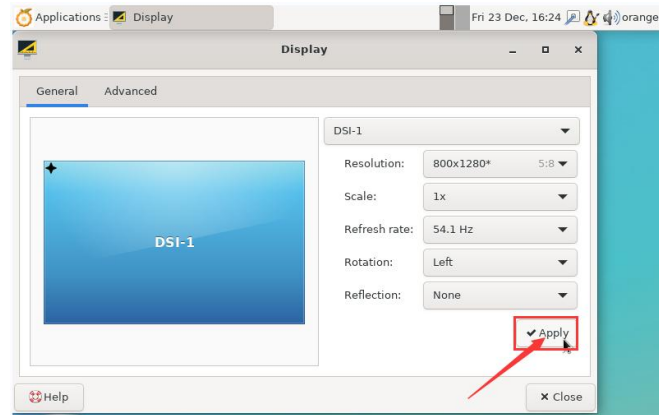 Applications Display Fri 23 Dec, 16:24 orange
Display
General Advanced
DSI-1
Resolution: 800x1280* 5:8
Scale: 1x
Refresh rate: 54.1 Hz
DSI-1
Rotation: Left
Reflection: None
Apply
Help Close